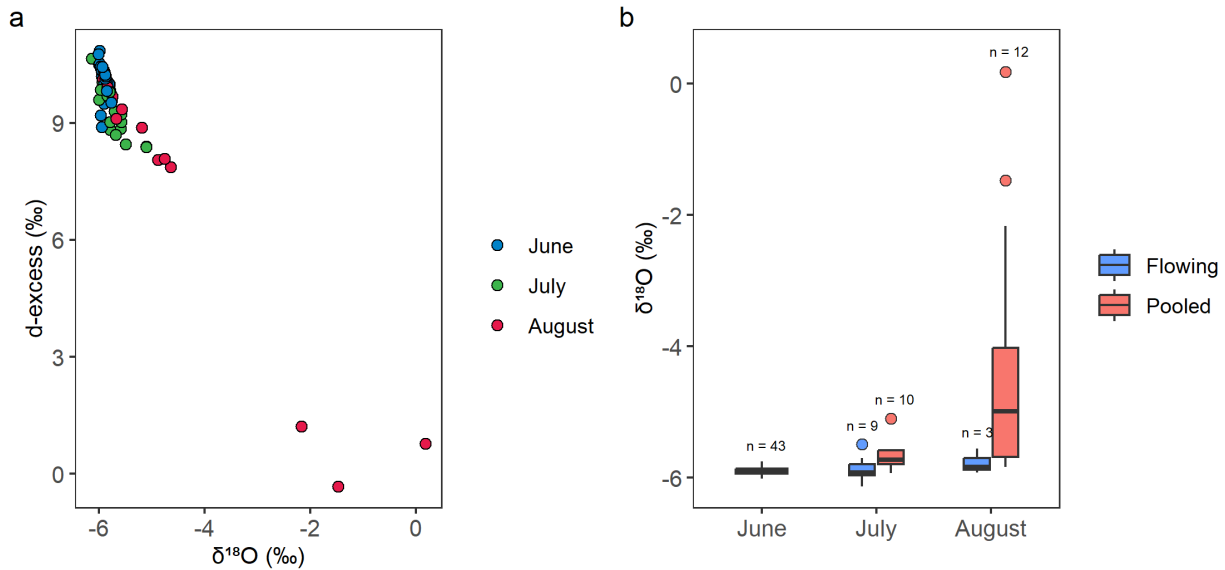 a
d-excess (‰)
9
6
3
0
-6
-4
-2
0
δ¹⁸O (‰)
June
July
August
b
δ¹⁸O (‰)
0
-2
-4
-6
n = 43
n = 9
n = 10
n = 3
n = 12
June
July
August
Flowing
Pooled